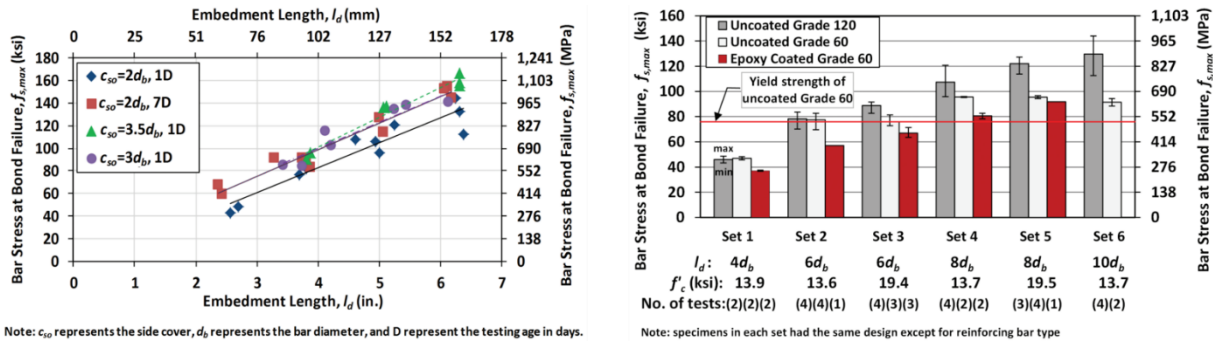 Embedment Length, l_d (mm)
0 25 51 76 102 127 152 178
Bar Stress at Bond Failure, f_s,max (ksi)
180
160
140
120
100
80
60
40
20
0
c_so=2d_b, 1D
c_so=2d_b, 7D
c_so=3.5d_b, 1D
c_so=3d_b, 1D
1,241
1,103
965
827
690
552
414
276
138
0
Bar Stress at Bond Failure, f_s,max (MPa)
0 1 2 3 4 5 6 7
Embedment Length, l_d (in.)
Note: c_so represents the side cover, d_b represents the bar diameter, and D represent the testing age in days.
Bar Stress at Bond Failure, f_s,max (ksi)
160
140
120
100
80
60
40
20
0
Uncoated Grade 120
Uncoated Grade 60
Epoxy Coated Grade 60
Yield strength of
uncoated Grade 60
max
min
1,103
965
827
690
552
414
276
138
0
Bar Stress at Bond Failure, f_s,max (MPa)
Set 1 Set 2 Set 3 Set 4 Set 5 Set 6
l_d: 4d_b 6d_b 6d_b 8d_b 8d_b 10d_b
f'_c (ksi) 13.9 13.6 19.4 13.7 19.5 13.7
No. of tests:(2)(2)(2) (4)(4)(1) (4)(3)(3) (4)(2)(2) (3)(4)(1) (4)(2)
Note: specimens in each set had the same design except for reinforcing bar type